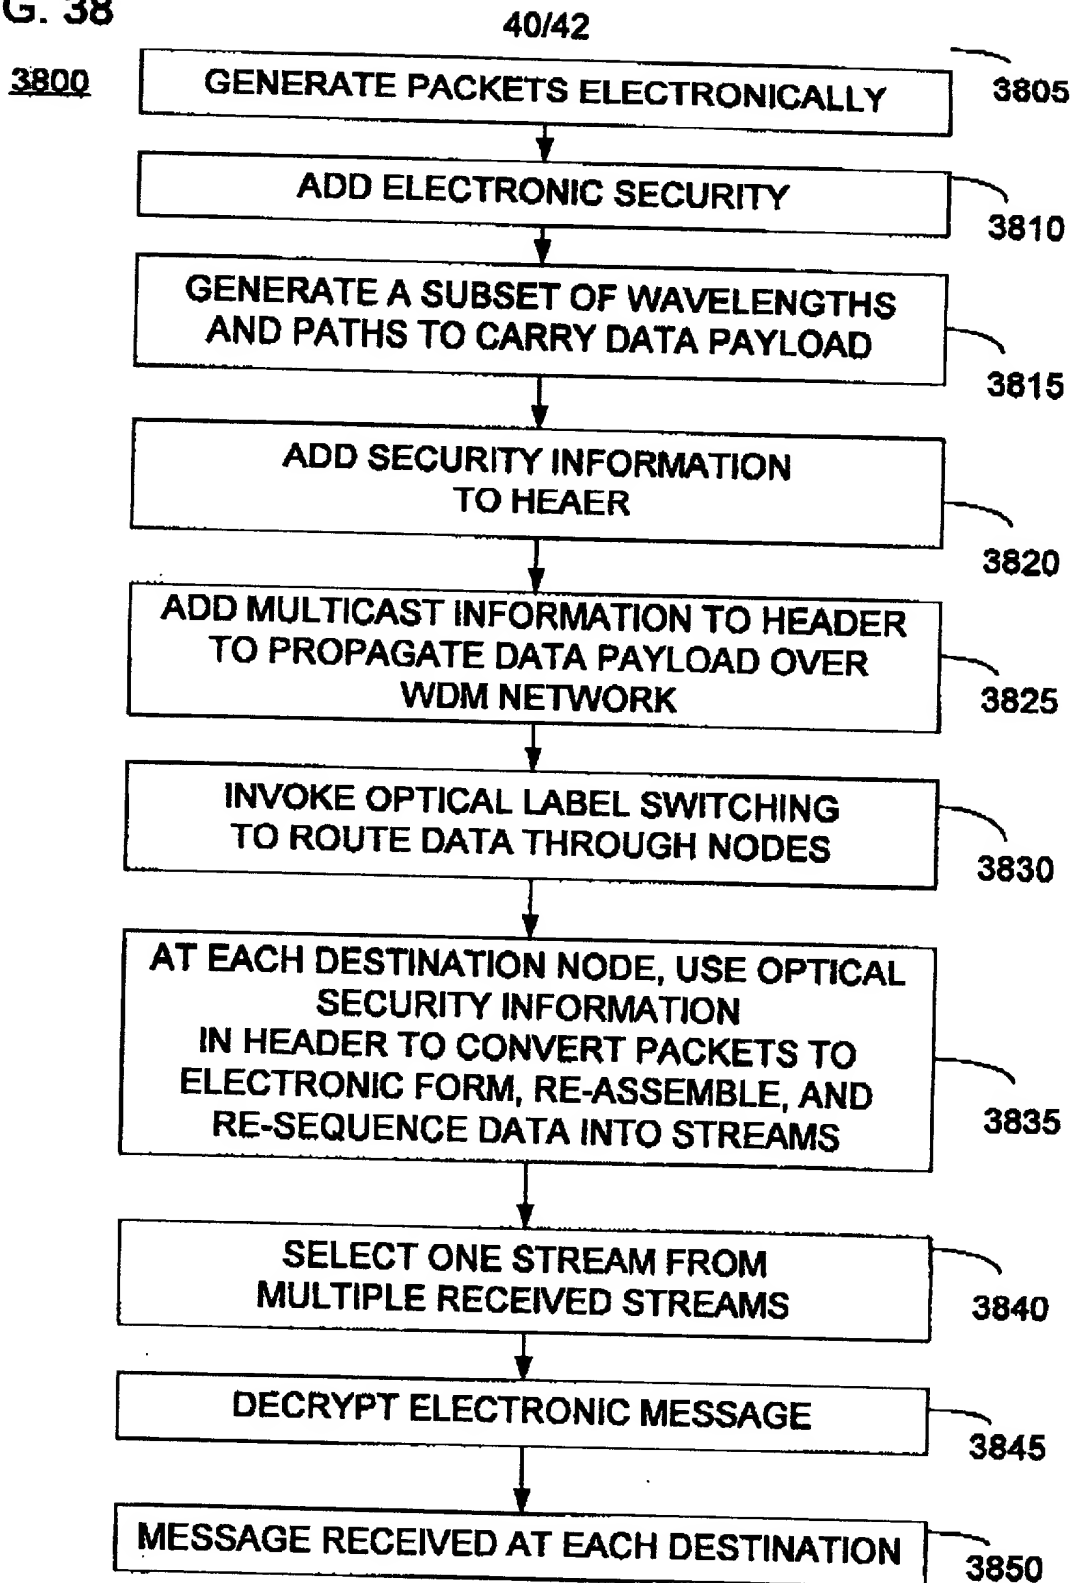 G. 38
40/42
3800
GENERATE PACKETS ELECTRONICALLY
3805
ADD ELECTRONIC SECURITY
3810
GENERATE A SUBSET OF WAVELENGTHS
AND PATHS TO CARRY DATA PAYLOAD
3815
ADD SECURITY INFORMATION
TO HEAER
3820
ADD MULTICAST INFORMATION TO HEADER
TO PROPAGATE DATA PAYLOAD OVER
WDM NETWORK
3825
INVOKE OPTICAL LABEL SWITCHING
TO ROUTE DATA THROUGH NODES
3830
AT EACH DESTINATION NODE, USE OPTICAL
SECURITY INFORMATION
IN HEADER TO CONVERT PACKETS TO
ELECTRONIC FORM, RE-ASSEMBLE, AND
RE-SEQUENCE DATA INTO STREAMS
3835
SELECT ONE STREAM FROM
MULTIPLE RECEIVED STREAMS
3840
DECRYPT ELECTRONIC MESSAGE
3845
MESSAGE RECEIVED AT EACH DESTINATION
3850